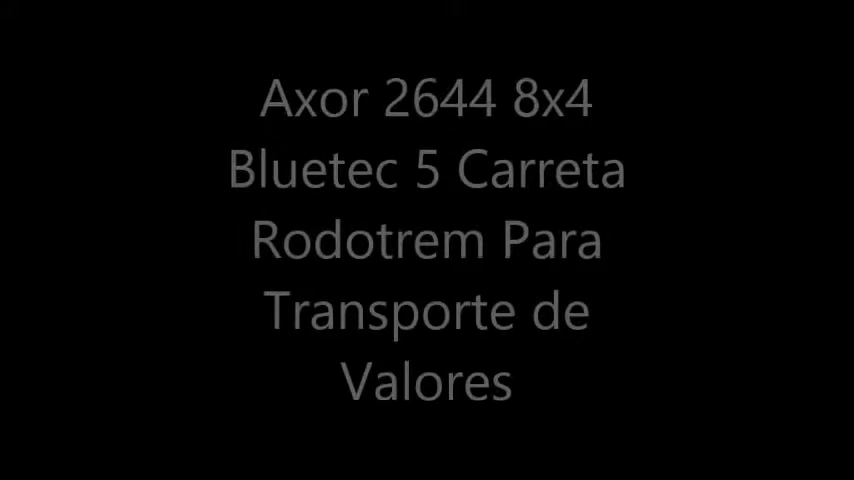 Axor 2644 8x4
Bluetec 5 Carreta
Rodotrem Para
Transporte de
Valores